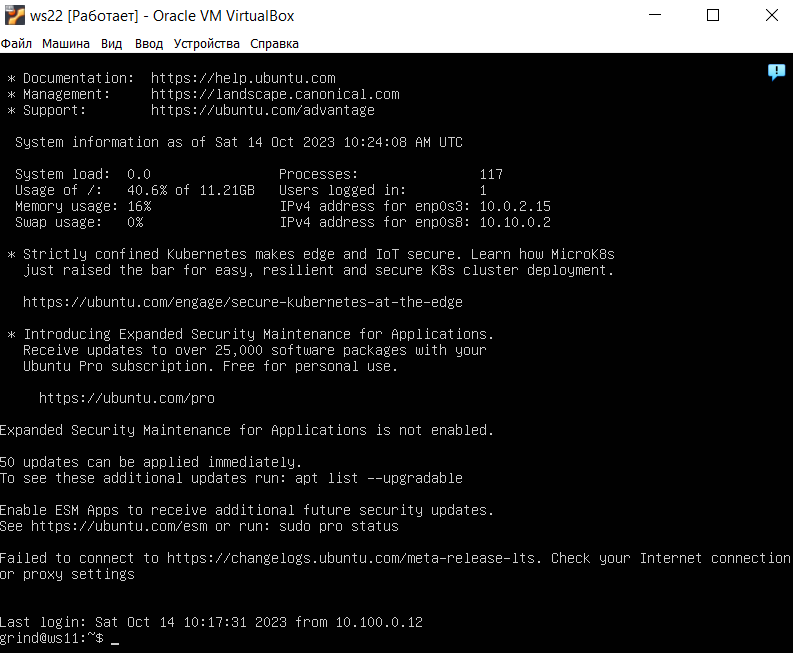 ws22 [Работает] - Oracle VM VirtualBox
Файл Машина Вид Ввод Устройства Справка
* Documentation: https://help.ubuntu.com
* Management: https://landscape.canonical.com
* Support: https://ubuntu.com/advantage
System information as of Sat 14 Oct 2023 10:24:08 AM UTC
System load: 0.0 Processes: 117
Usage of /: 40.6% of 11.21GB Users logged in: 1
Memory usage: 16% IPv4 address for enp0s3: 10.0.2.15
Swap usage: 0% IPv4 address for enp0s8: 10.10.0.2
* Strictly confined Kubernetes makes edge and IoT secure. Learn how MicroK8s
just raised the bar for easy, resilient and secure K8s cluster deployment.
https://ubuntu.com/engage/secure-kubernetes-at-the-edge
* Introducing Expanded Security Maintenance for Applications.
Receive updates to over 25,000 software packages with your
Ubuntu Pro subscription. Free for personal use.
https://ubuntu.com/pro
Expanded Security Maintenance for Applications is not enabled.
50 updates can be applied immediately.
To see these additional updates run: apt list --upgradable
Enable ESM Apps to receive additional future security updates.
See https://ubuntu.com/esm or run: sudo pro status
Failed to connect to https://changelogs.ubuntu.com/meta-release-lts. Check your Internet connection
or proxy settings
Last login: Sat Oct 14 10:17:31 2023 from 10.100.0.12
grind@ws11:~$ _